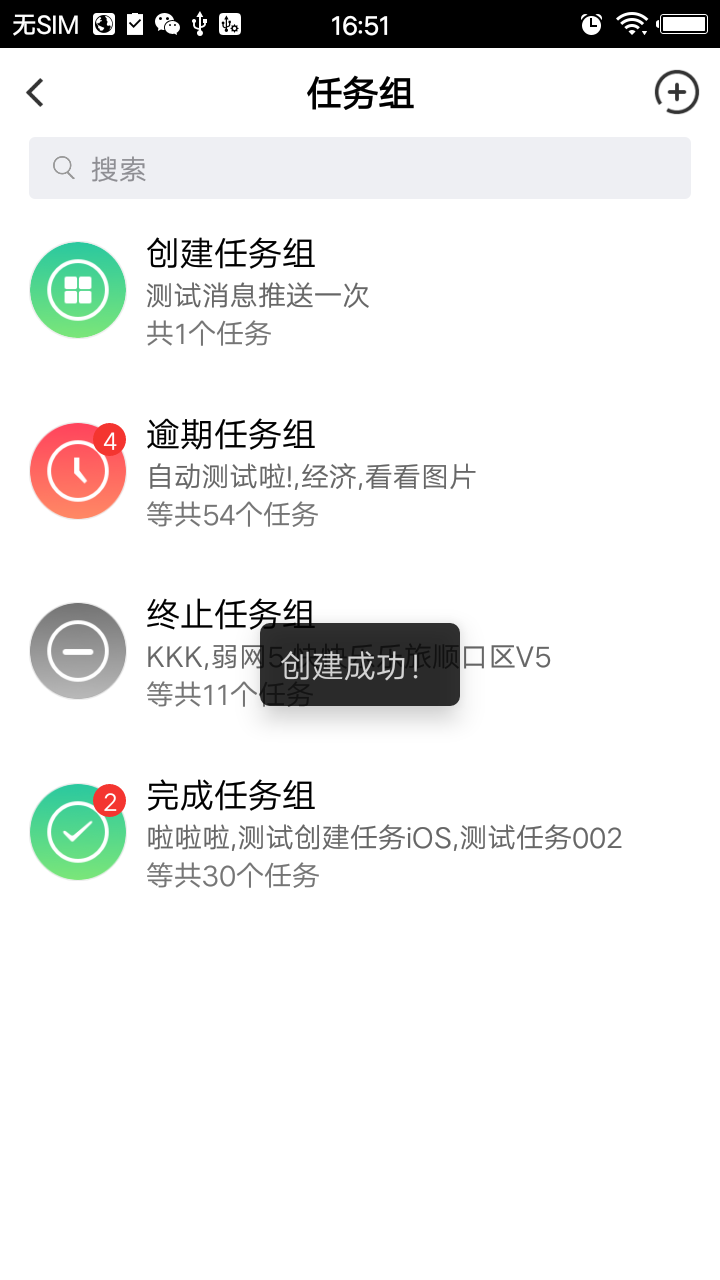 无SIM
16:51
任务组
搜索
创建任务组
测试消息推送一次
共1个任务
4
逾期任务组
自动测试啦!,经济,看看图片
等共54个任务
终止任务组
KKK,弱网5,快快乐乐旅顺口区V5
等共11个任务
创建成功！
2
完成任务组
啦啦啦,测试创建任务iOS,测试任务002
等共30个任务